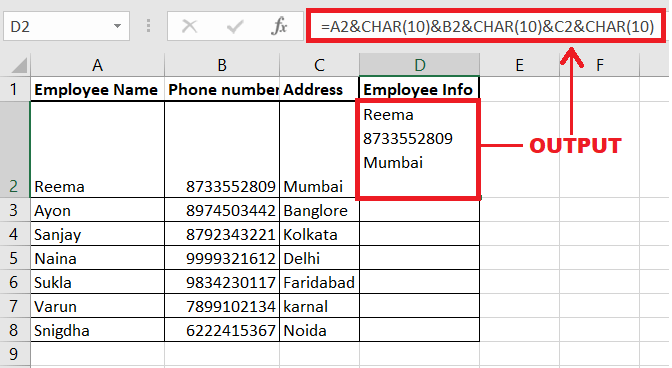 D2 fx =A2&CHAR(10)&B2&CHAR(10)&C2&CHAR(10)
A B C D E F
1 Employee Name Phone number Address Employee Info
Reema
8733552809
Mumbai
OUTPUT
2 Reema 8733552809 Mumbai
3 Ayon 8974503442 Banglore
4 Sanjay 8792343221 Kolkata
5 Naina 9999321612 Delhi
6 Sukla 9834230117 Faridabad
7 Varun 7899102134 karnal
8 Snigdha 6222415367 Noida
9